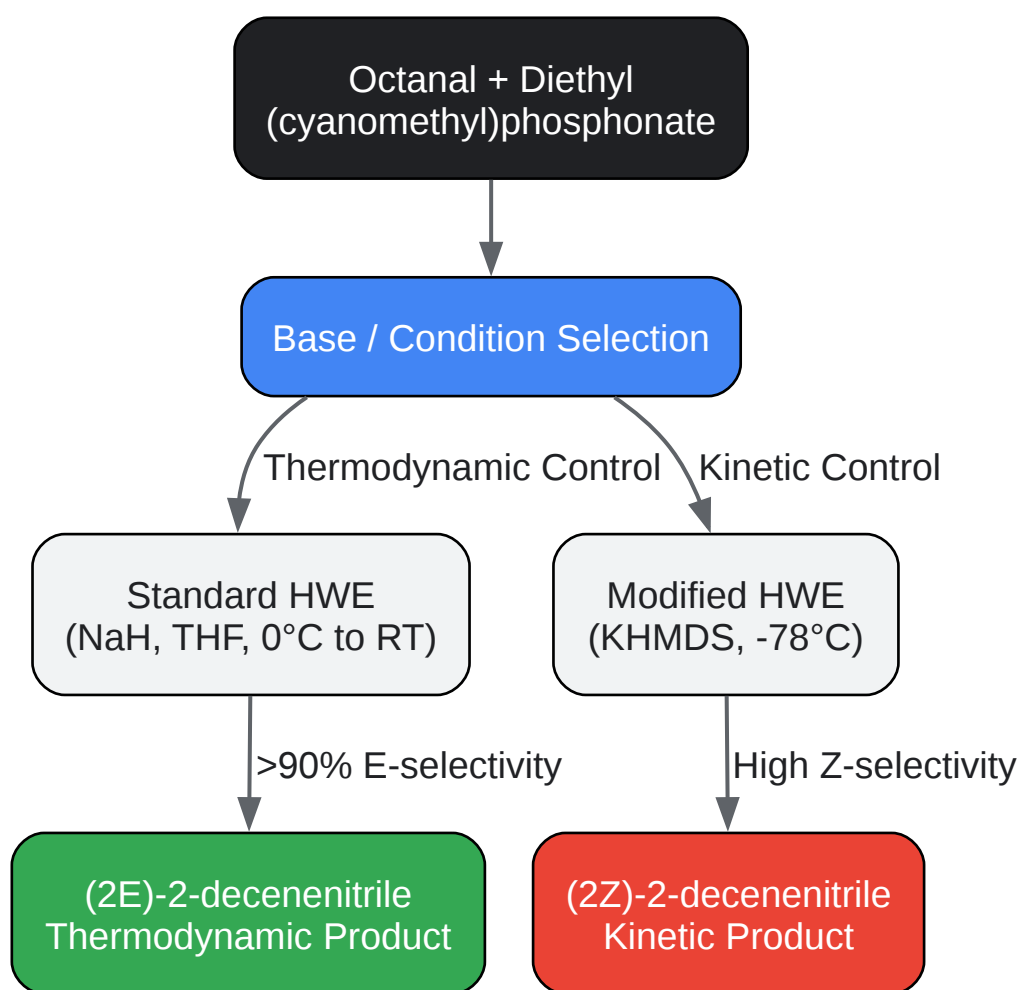 Octanal + Diethyl
(cyanomethyl)phosphonate
Base / Condition Selection
Thermodynamic Control
Kinetic Control
Standard HWE
(NaH, THF, 0°C to RT)
Modified HWE
(KHMDS, -78°C)
>90% E-selectivity
High Z-selectivity
(2E)-2-decenenitrile
Thermodynamic Product
(2Z)-2-decenenitrile
Kinetic Product